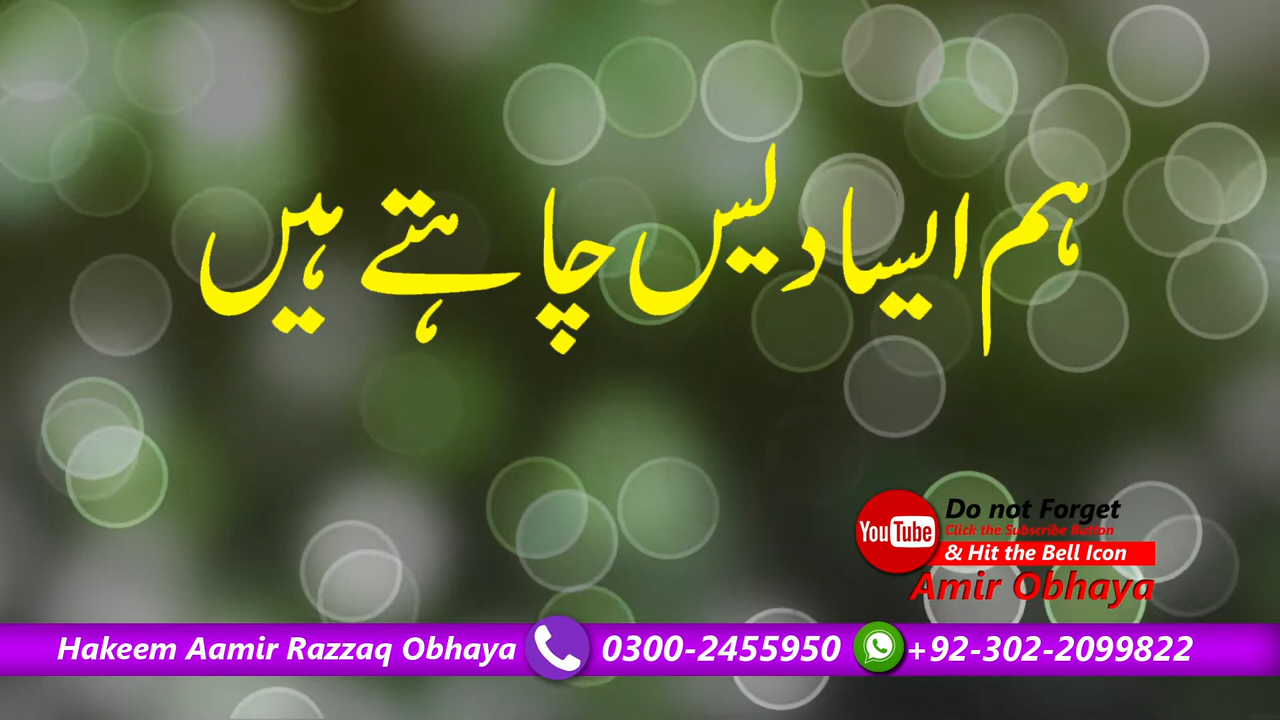 ہم ایسا دیس چاہتے ہیں
YouTube
Do not Forget
Click the Subscribe Button
& Hit the Bell Icon
Amir Obhaya
Hakeem Aamir Razzaq Obhaya 0300-2455950 +92-302-2099822